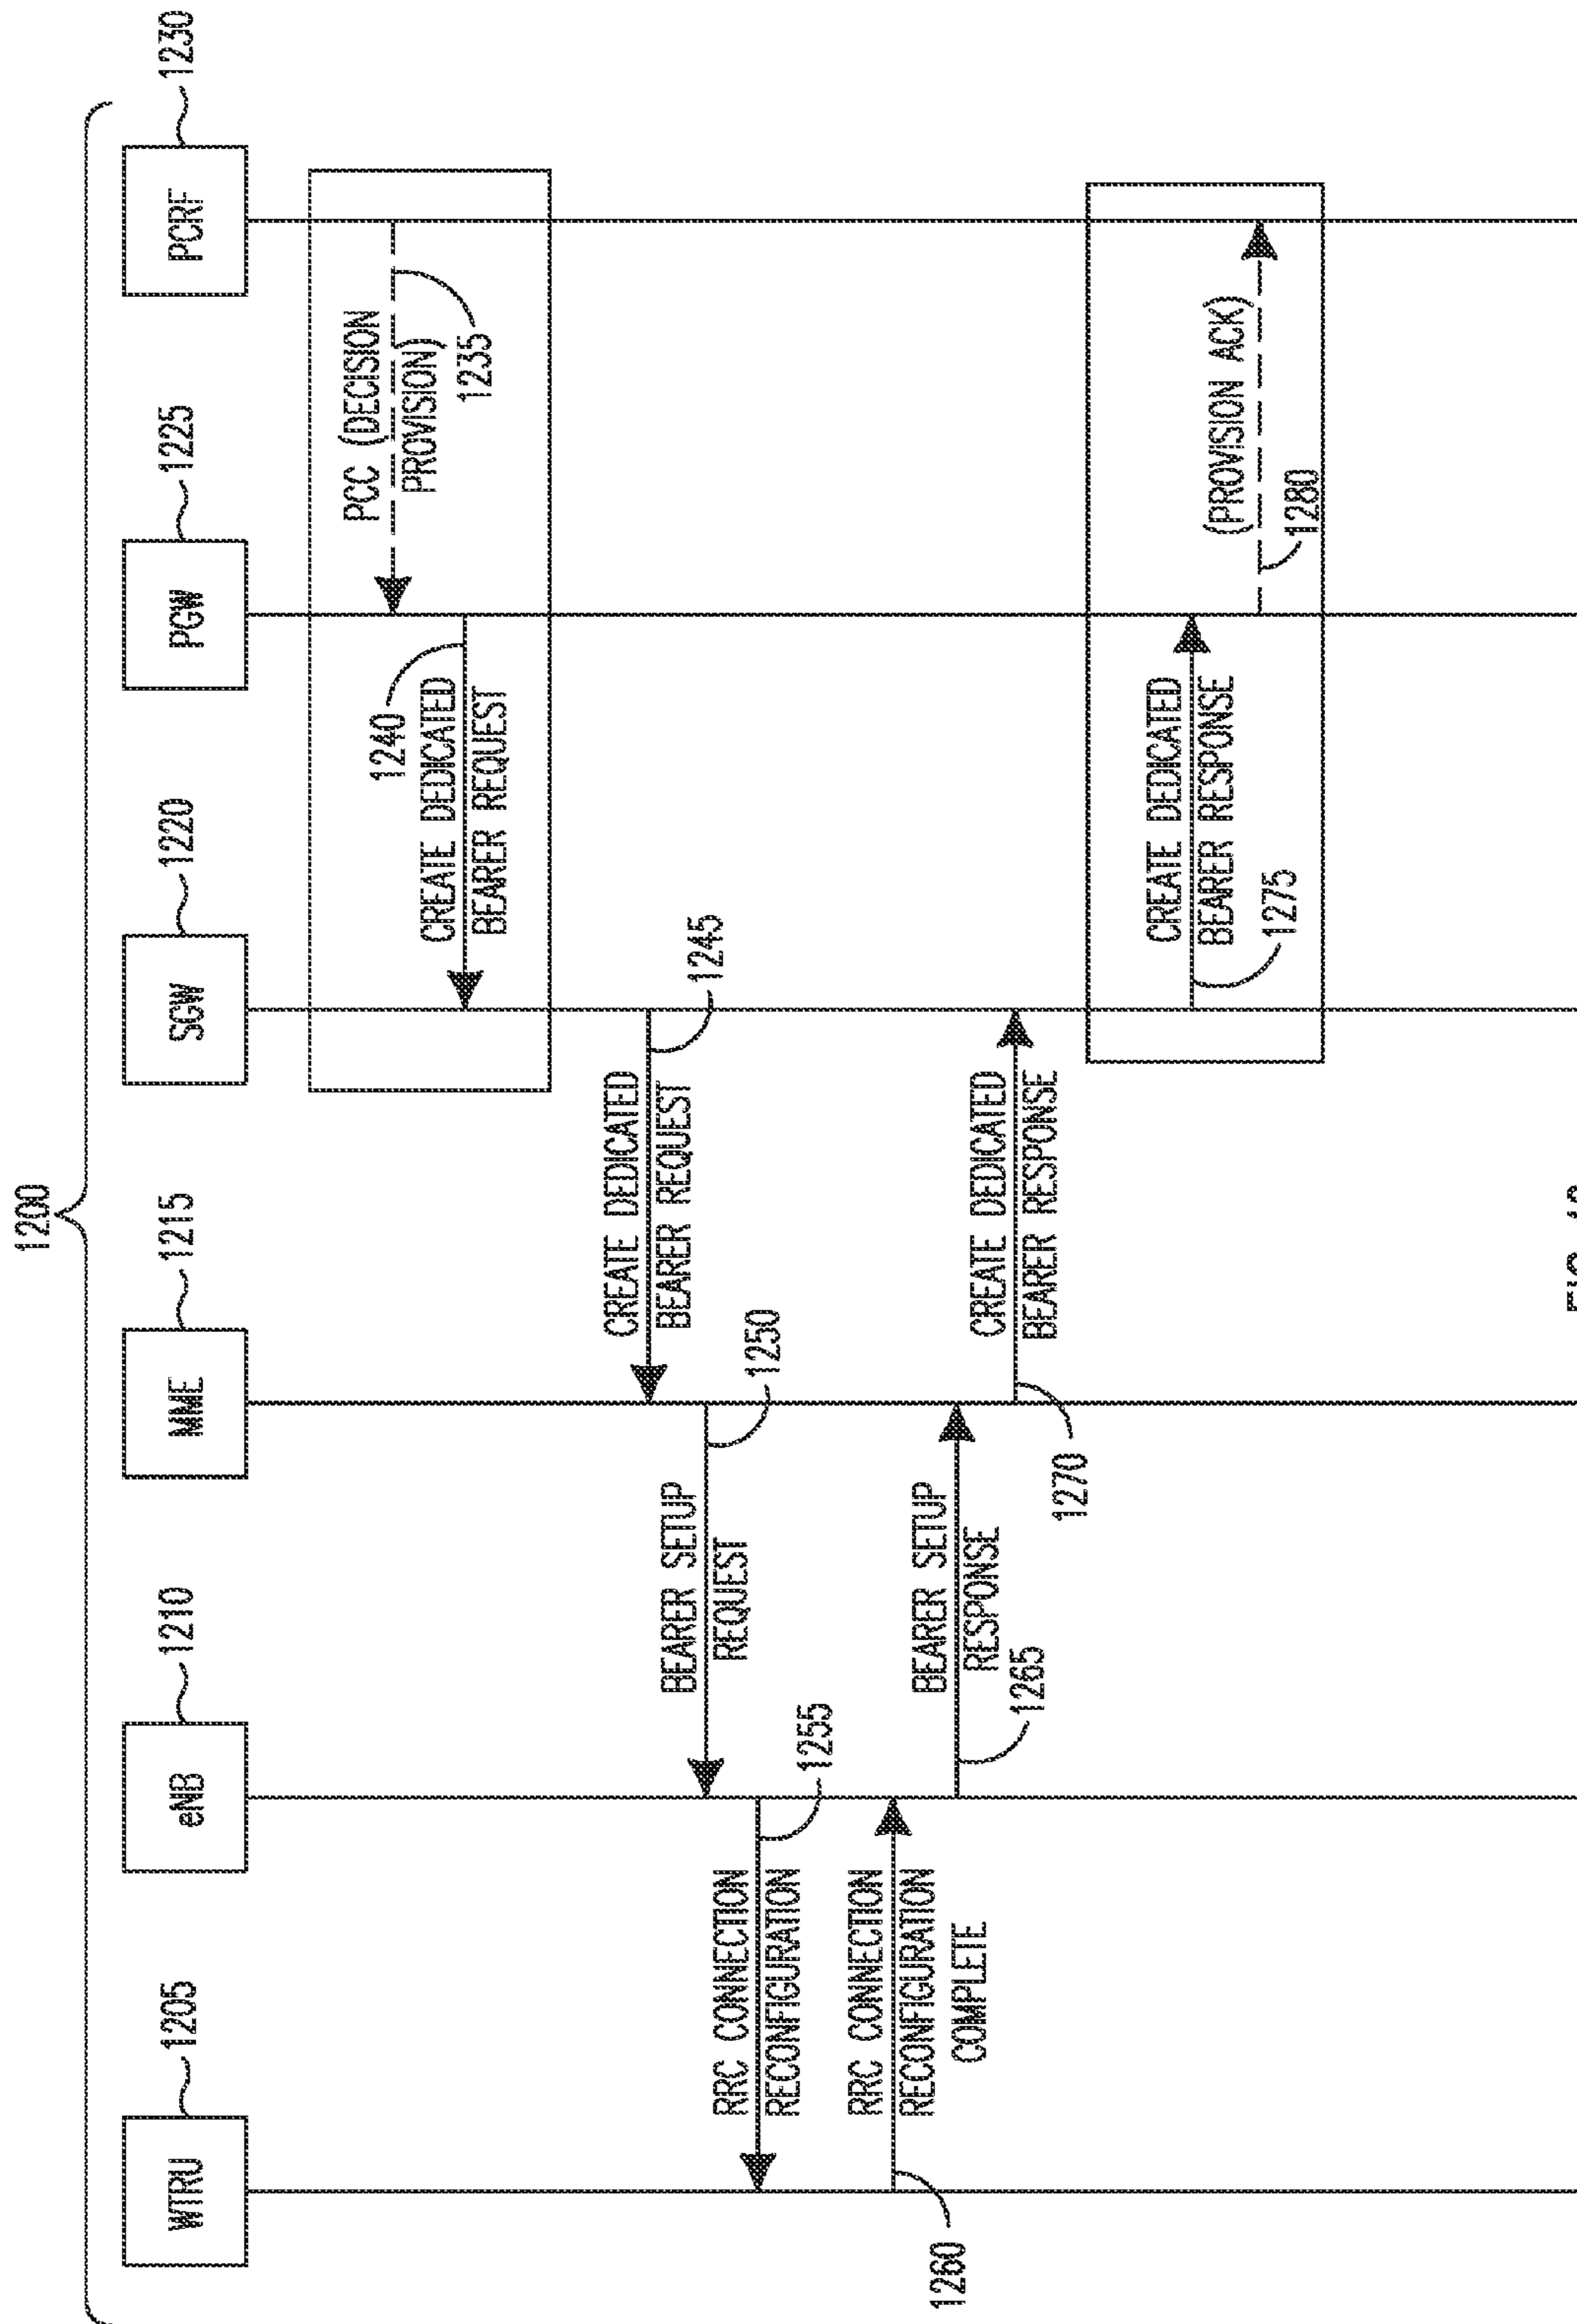 1200
WTRU
1205
eNB
1210
MME
1215
SGW
1220
PGW
1225
PCRF
1230
PCC (DECISION
PROVISION)
1235
1240
CREATE DEDICATED
BEARER REQUEST
CREATE DEDICATED
BEARER REQUEST
1245
BEARER SETUP
REQUEST
1250
RRC CONNECTION
RECONFIGURATION
1255
RRC CONNECTION
RECONFIGURATION
COMPLETE
1260
BEARER SETUP
RESPONSE
1265
CREATE DEDICATED
BEARER RESPONSE
1270
CREATE DEDICATED
BEARER RESPONSE
1275
(PROVISION ACK)
1280